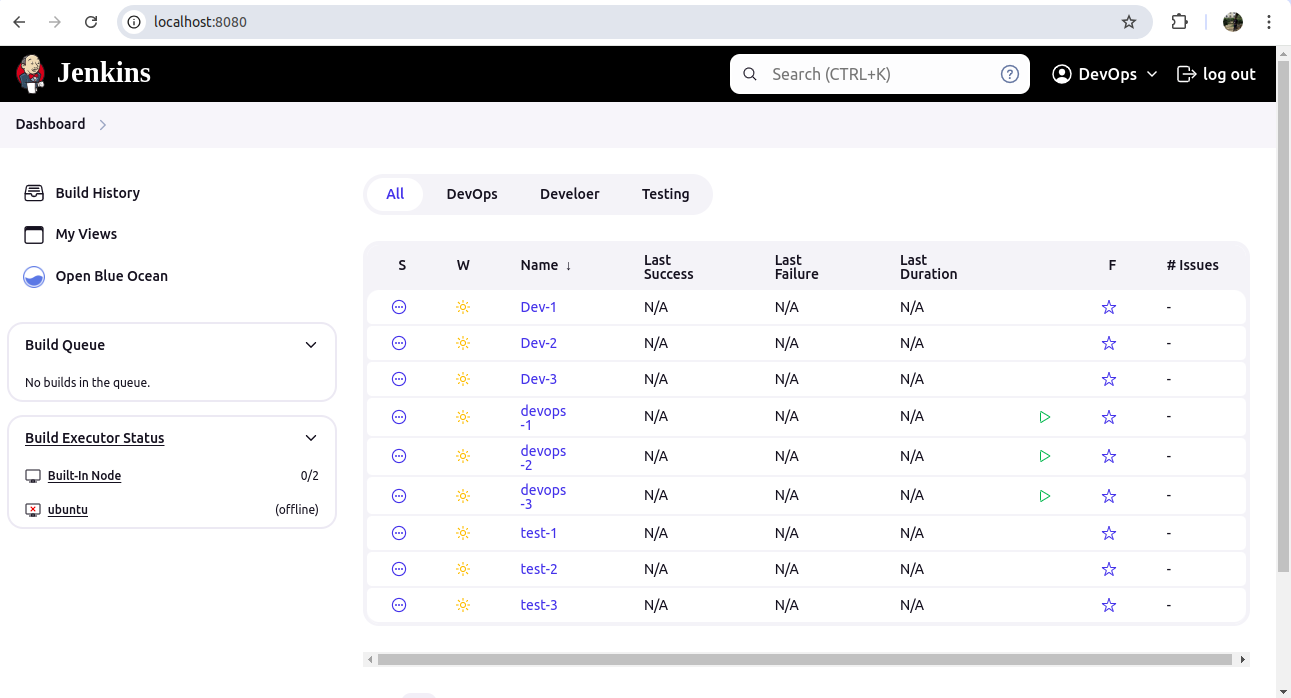 localhost:8080
Jenkins
Search (CTRL+K)
?
DevOps
log out
Dashboard
Build History
My Views
Open Blue Ocean
Build Queue
No builds in the queue.
Build Executor Status
Built-In Node 0/2
ubuntu (offline)
All DevOps Develoer Testing
S W Name ↓ Last Success Last Failure Last Duration F # Issues
Dev-1 N/A N/A N/A -
Dev-2 N/A N/A N/A -
Dev-3 N/A N/A N/A -
devops
-1 N/A N/A N/A -
devops
-2 N/A N/A N/A -
devops
-3 N/A N/A N/A -
test-1 N/A N/A N/A -
test-2 N/A N/A N/A -
test-3 N/A N/A N/A -